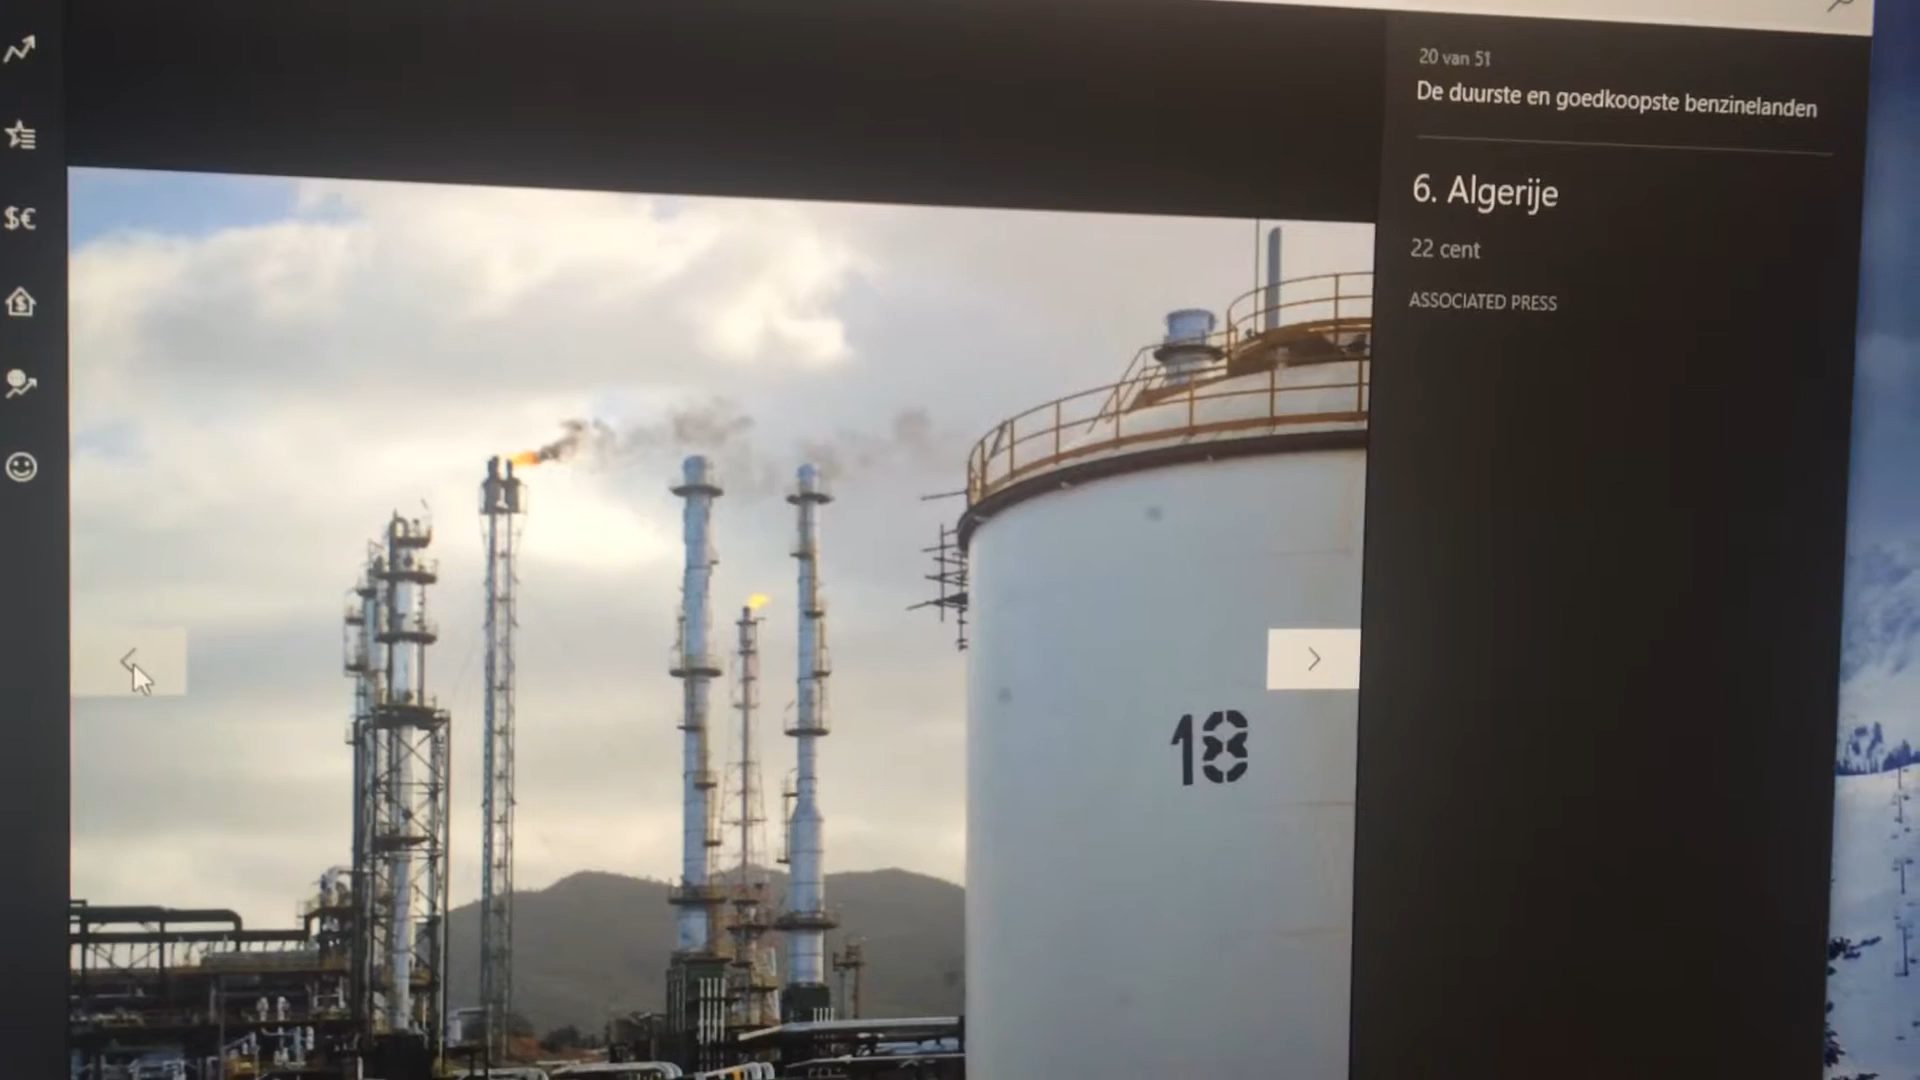 20 van 51
De duurste en goedkoopste benzinelanden
6. Algerije
22 cent
ASSOCIATED PRESS
$€
18